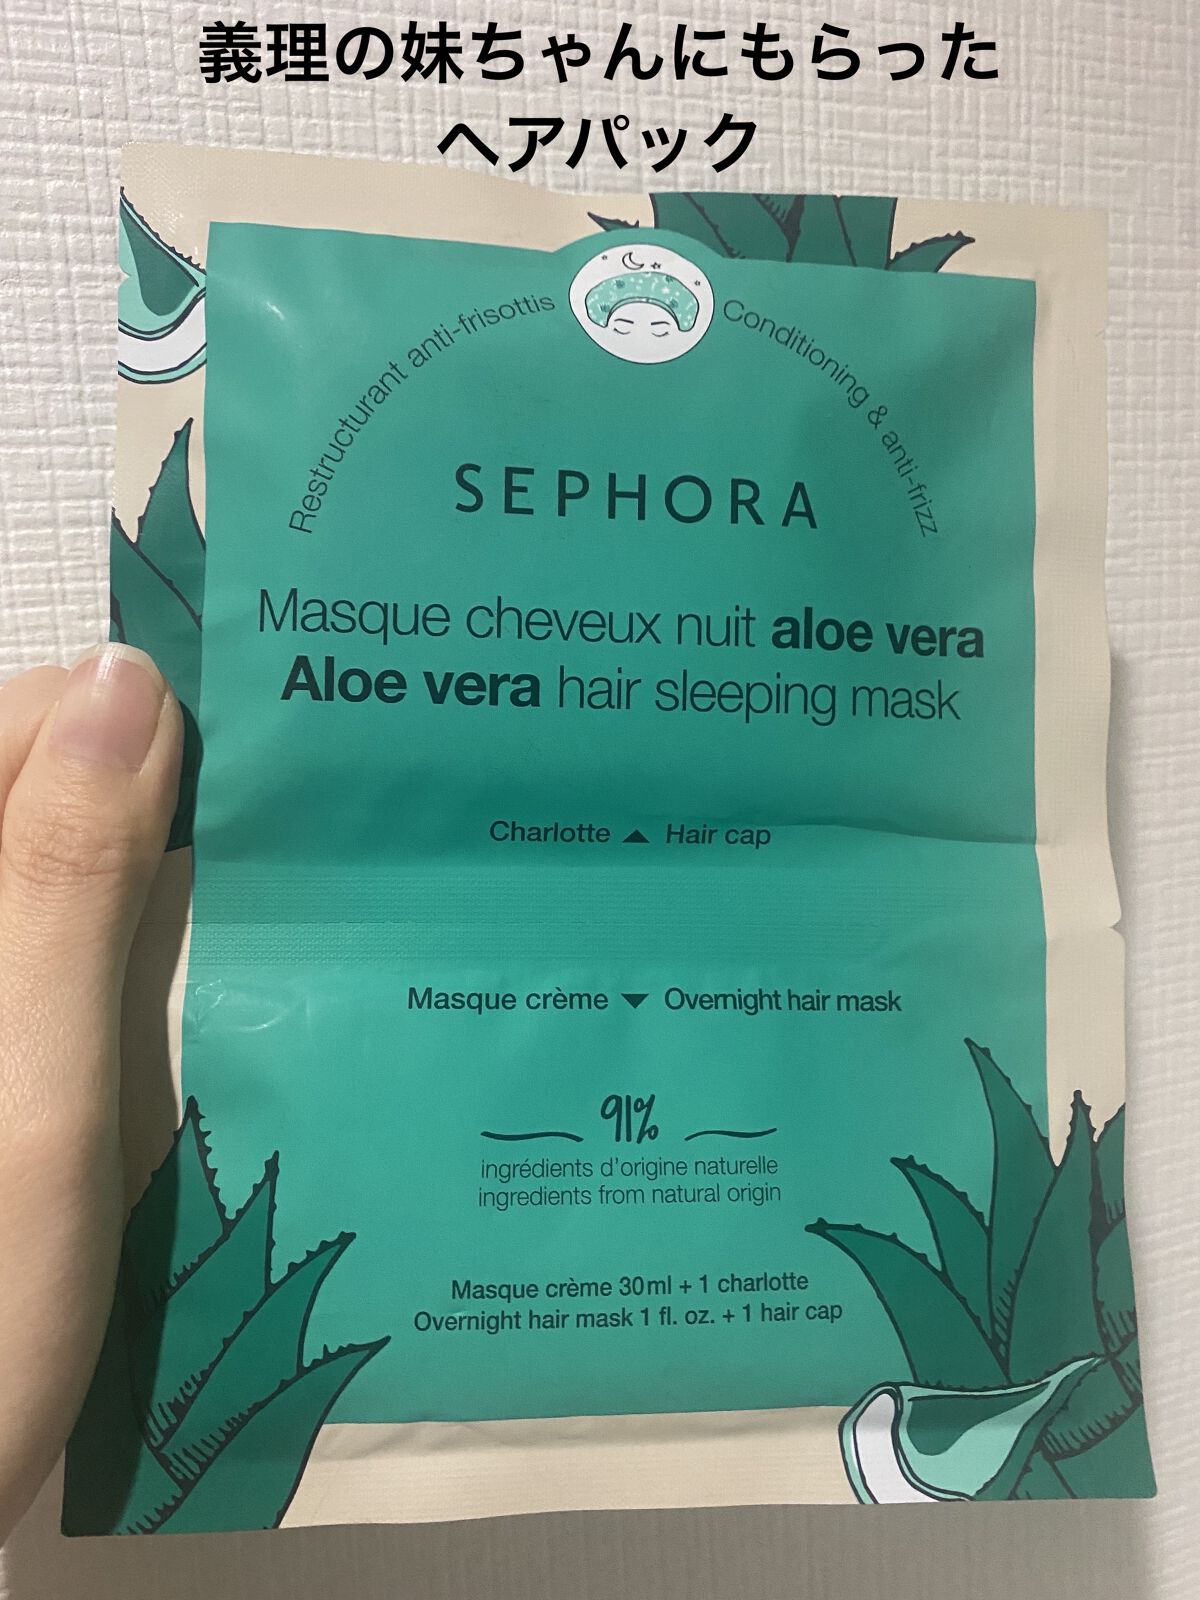 義理の妹ちゃんにもらった
ヘアパック
Restructurant anti-frisottis
Conditioning & anti-frizz
SEPHORA
Masque cheveux nuit aloe vera
Aloe vera hair sleeping mask
Charlotte ▲ Hair cap
Masque crème ▼ Overnight hair mask
91%
ingrédients d'origine naturelle
ingredients from natural origin
Masque crème 30ml + 1 charlotte
Overnight hair mask 1 fl. oz. + 1 hair cap